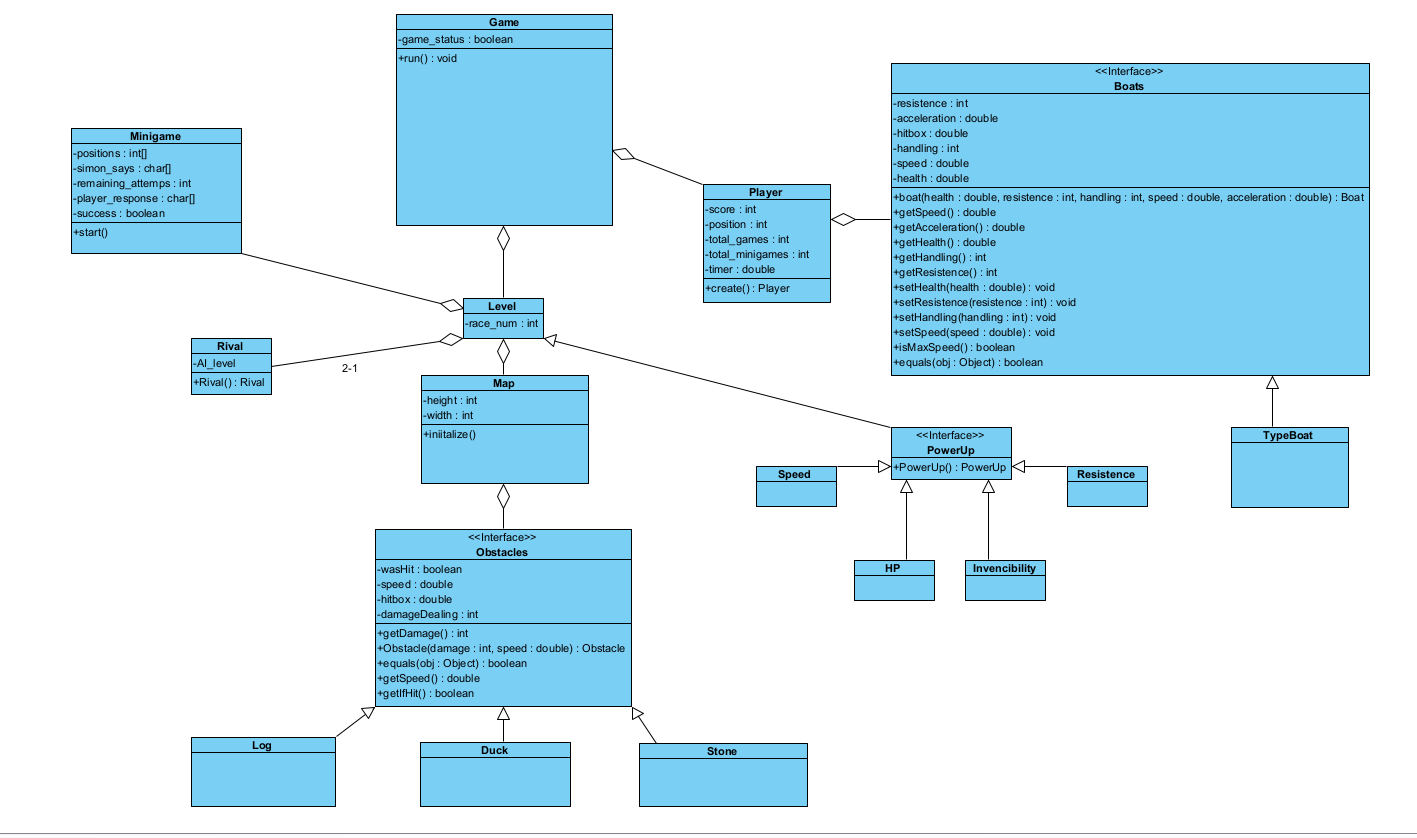 Game
-game_status : boolean
+run() : void
<<Interface>>
Boats
-resistence : int
-acceleration : double
-hitbox : double
-handling : int
-speed : double
-health : double
+boat(health : double, resistence : int, handling : int, speed : double, acceleration : double) : Boat
+getSpeed() : double
+getAcceleration() : double
+getHealth() : double
+getHandling() : int
+getResistence() : int
+setHealth(health : double) : void
+setResistence(resistence : int) : void
+setHandling(handling : int) : void
+setSpeed(speed : double) : void
+isMaxSpeed() : boolean
+equals(obj : Object) : boolean
Minigame
-positions : int[]
-simon_says : char[]
-remaining_attemps : int
-player_response : char[]
-success : boolean
+start()
Player
-score : int
-position : int
-total_games : int
-total_minigames : int
-timer : double
+create() : Player
Level
-race_num : int
Rival
-AI_level
+Rival() : Rival
2-1
Map
-height : int
-width : int
+iniitalize()
<<Interface>>
PowerUp
+PowerUp() : PowerUp
TypeBoat
Speed
Resistence
HP
Invencibility
<<Interface>>
Obstacles
-wasHit : boolean
-speed : double
-hitbox : double
-damageDealing : int
+getDamage() : int
+Obstacle(damage : int, speed : double) : Obstacle
+equals(obj : Object) : boolean
+getSpeed() : double
+getIfHit() : boolean
Log
Duck
Stone